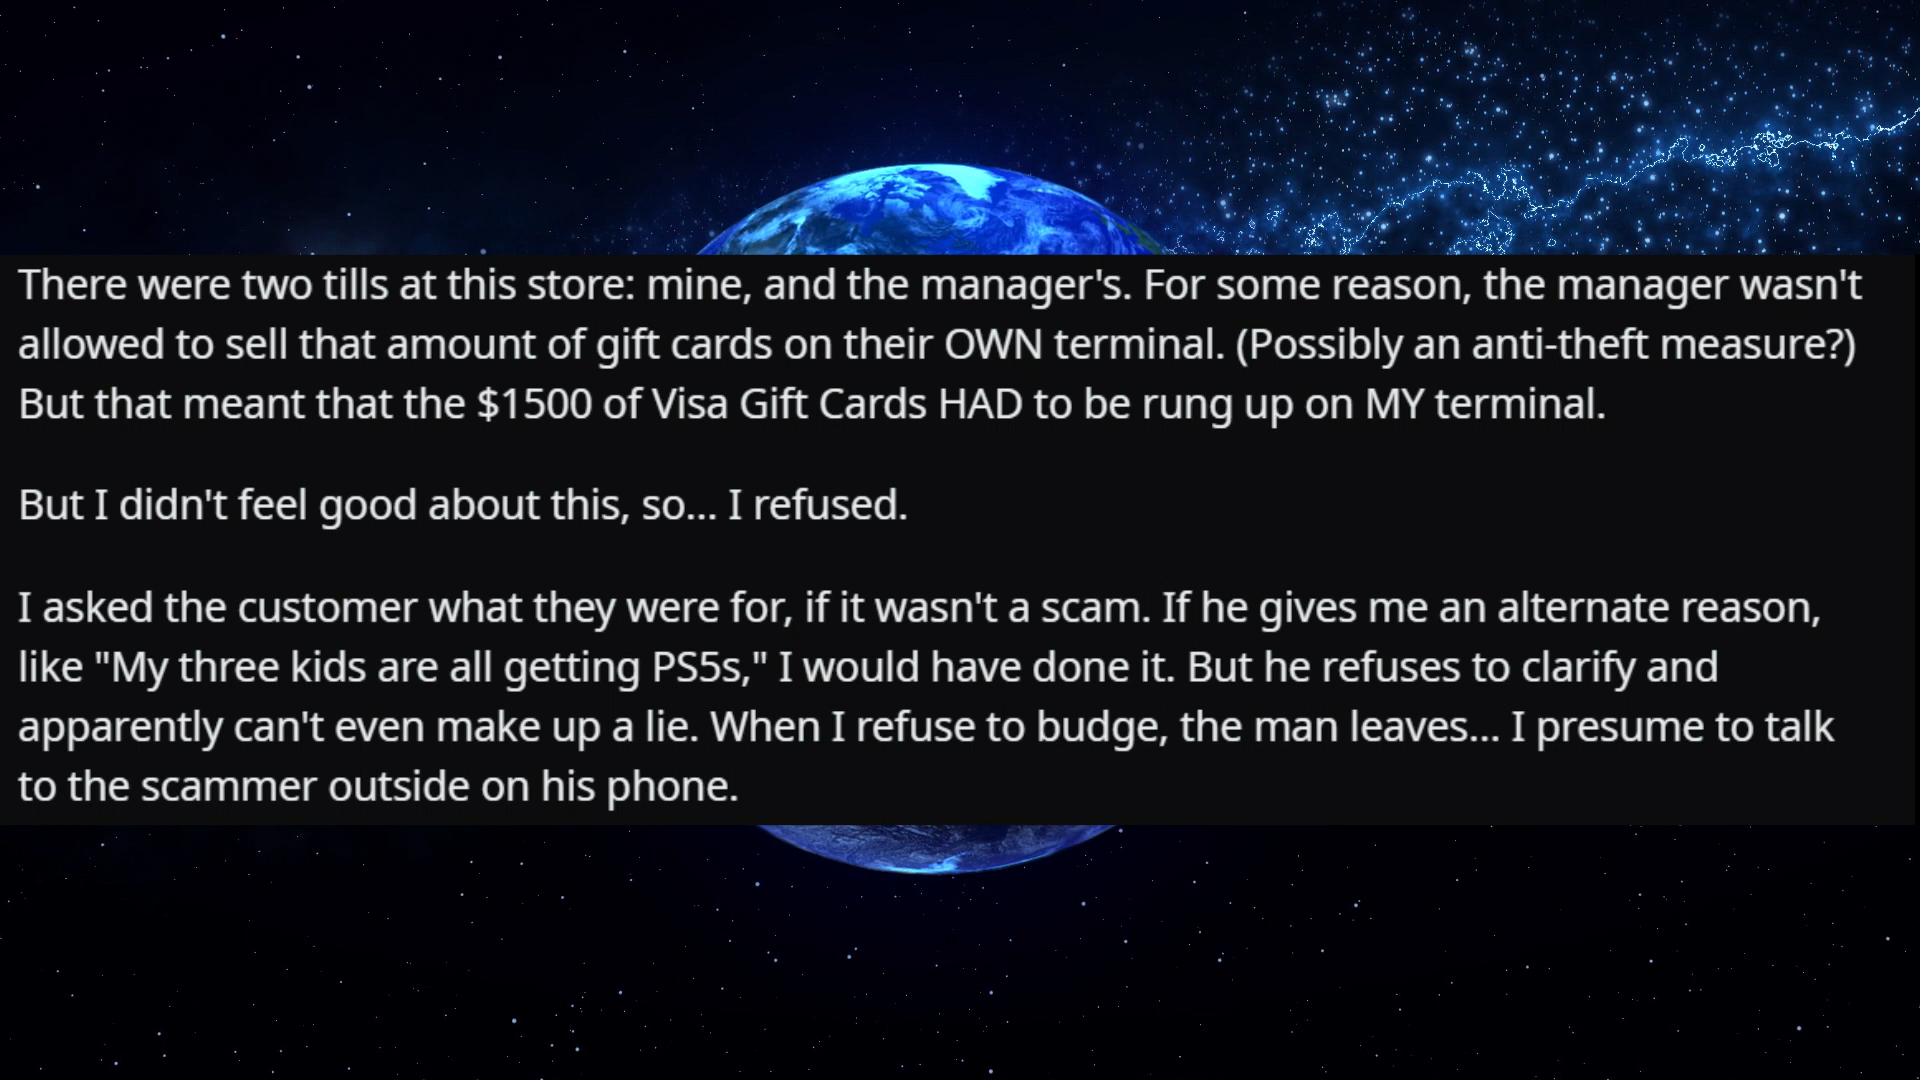 There were two tills at this store: mine, and the manager's. For some reason, the manager wasn't
allowed to sell that amount of gift cards on their OWN terminal. (Possibly an anti-theft measure?)
But that meant that the $1500 of Visa Gift Cards HAD to be rung up on MY terminal.
But I didn't feel good about this, so... I refused.
I asked the customer what they were for, if it wasn't a scam. If he gives me an alternate reason,
like "My three kids are all getting PS5s," I would have done it. But he refuses to clarify and
apparently can't even make up a lie. When I refuse to budge, the man leaves... I presume to talk
to the scammer outside on his phone.